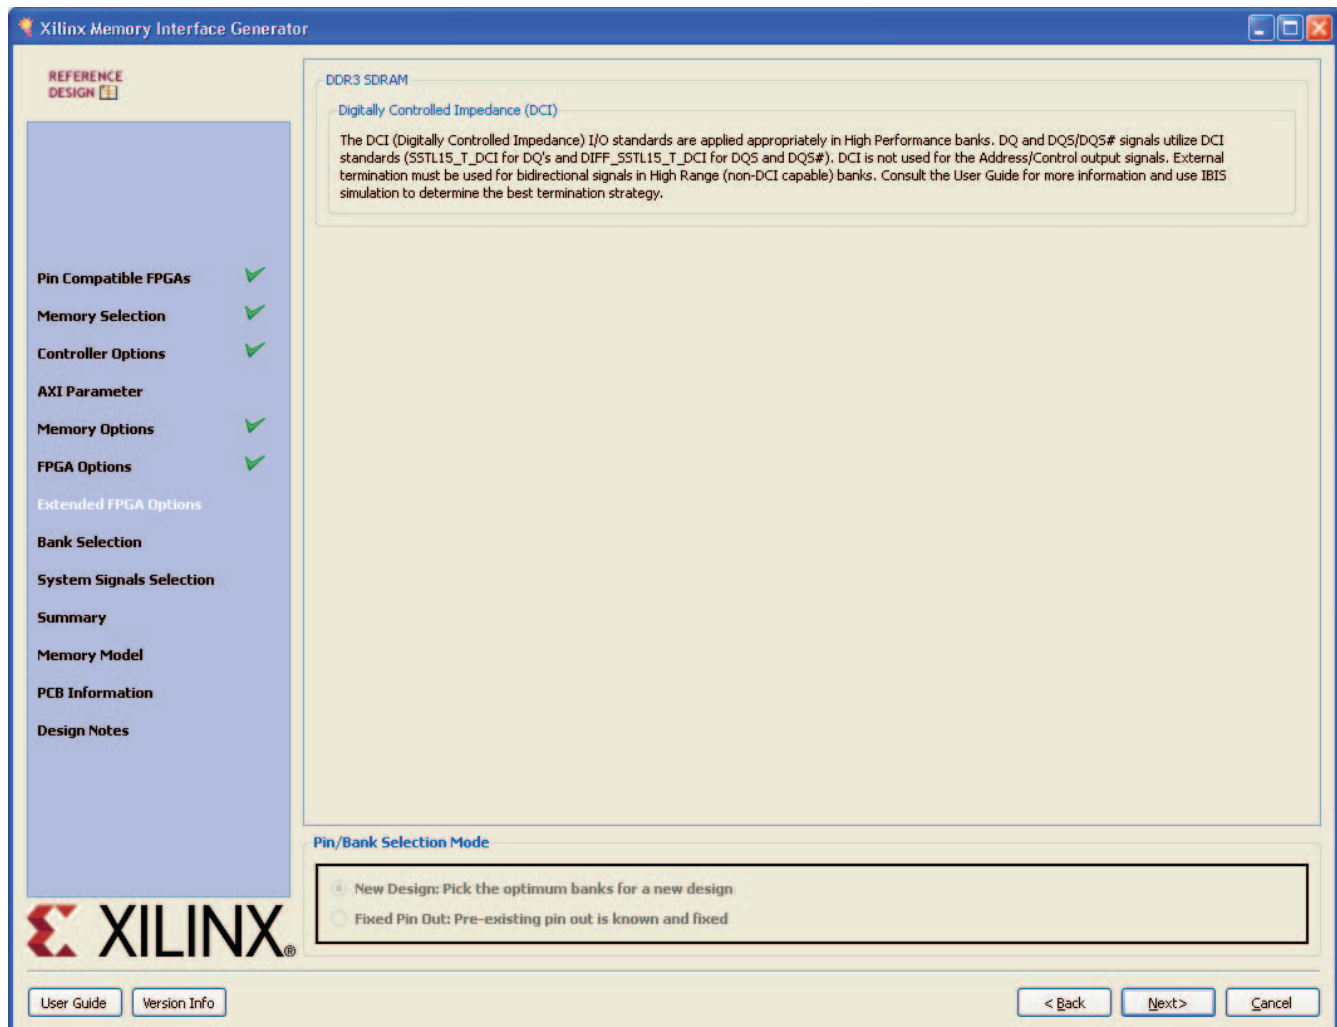 Xilinx Memory Interface Generator
REFERENCE
DESIGN
Pin Compatible FPGAs
Memory Selection
Controller Options
AXI Parameter
Memory Options
FPGA Options
Extended FPGA Options
Bank Selection
System Signals Selection
Summary
Memory Model
PCB Information
Design Notes
XILINX®
DDR3 SDRAM
Digitally Controlled Impedance (DCI)
The DCI (Digitally Controlled Impedance) I/O standards are applied appropriately in High Performance banks. DQ and DQS/DQS# signals utilize DCI
standards (SSTL15_T_DCI for DQ's and DIFF_SSTL15_T_DCI for DQS and DQS#). DCI is not used for the Address/Control output signals. External
termination must be used for bidirectional signals in High Range (non-DCI capable) banks. Consult the User Guide for more information and use IBIS
simulation to determine the best termination strategy.
Pin/Bank Selection Mode
New Design: Pick the optimum banks for a new design
Fixed Pin Out: Pre-existing pin out is known and fixed
User Guide
Version Info
< Back
Next>
Cancel